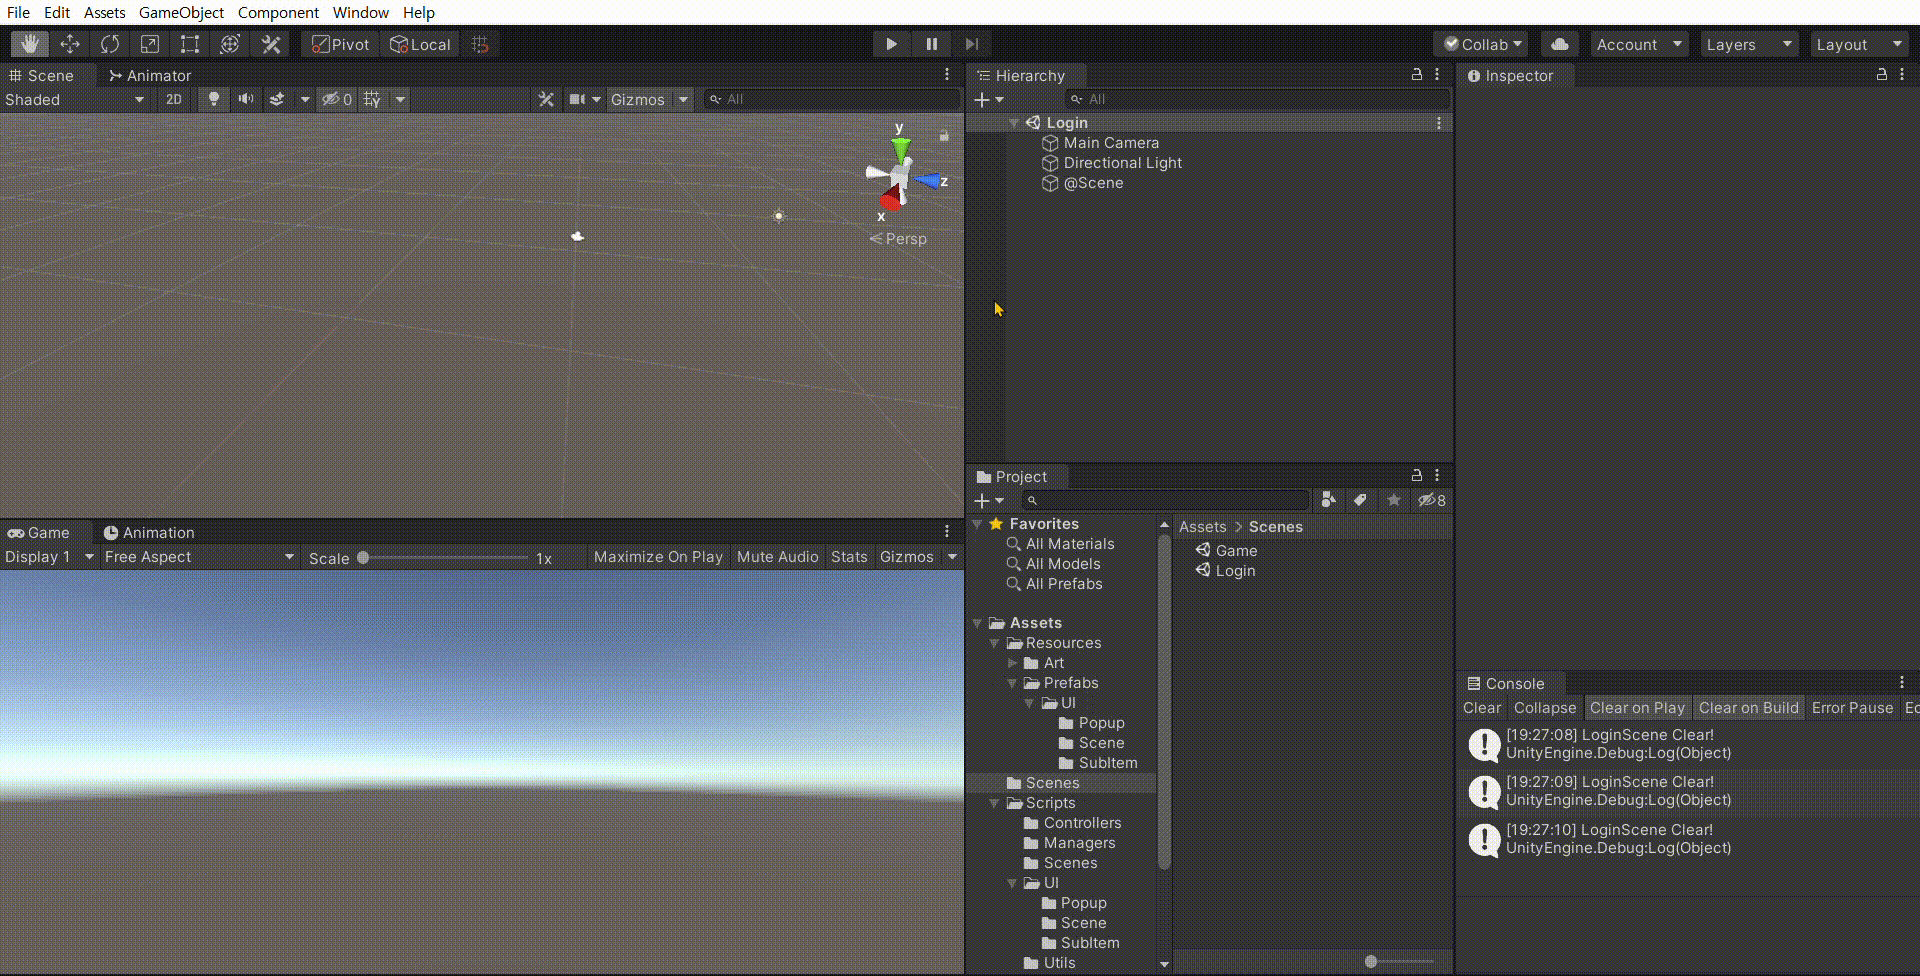 File Edit Assets GameObject Component Window Help
Pivot Local Collab Account Layers Layout
Scene Animator
Shaded 2D 0 Gizmos All
y
z
x
Persp
Game Animation
Display 1 Free Aspect Scale 1x Maximize On Play Mute Audio Stats Gizmos
Hierarchy
All
Login
Main Camera
Directional Light
@Scene
Project
8
Favorites
All Materials
All Models
All Prefabs
Assets
Resources
Art
Prefabs
UI
Popup
Scene
SubItem
Scenes
Scripts
Controllers
Managers
Scenes
UI
Popup
Scene
SubItem
Utils
Assets > Scenes
Game
Login
Inspector
Console
Clear Collapse Clear on Play Clear on Build Error Pause
[19:27:08] LoginScene Clear!
UnityEngine.Debug:Log(Object)
[19:27:09] LoginScene Clear!
UnityEngine.Debug:Log(Object)
[19:27:10] LoginScene Clear!
UnityEngine.Debug:Log(Object)